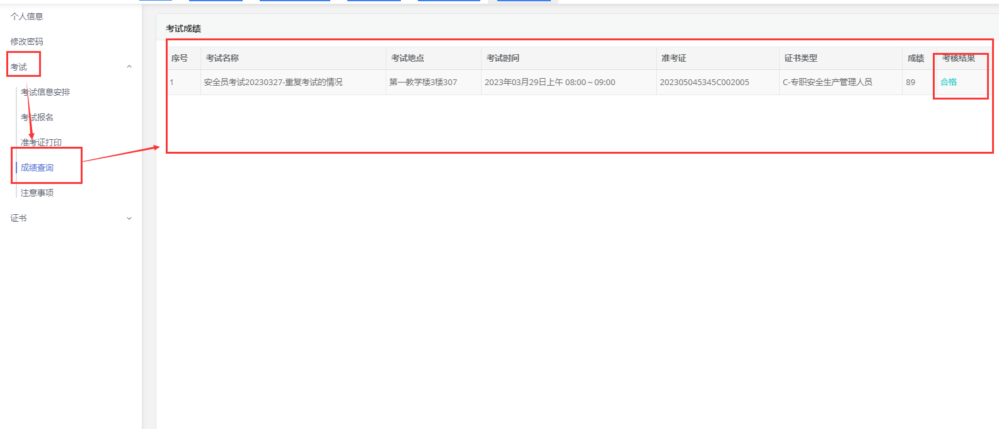 个人信息
修改密码
考试
考试信息安排
考试报名
准考证打印
成绩查询
注意事项
证书
考试成绩
序号 考试名称 考试地点 考试时间 准考证 证书类型 成绩 考核结果
1 安全员考试20230327-重复考试的情况 第一教学楼3楼307 2023年03月29日上午 08:00～09:00 202305045345C002005 C-专职安全生产管理人员 89 合格